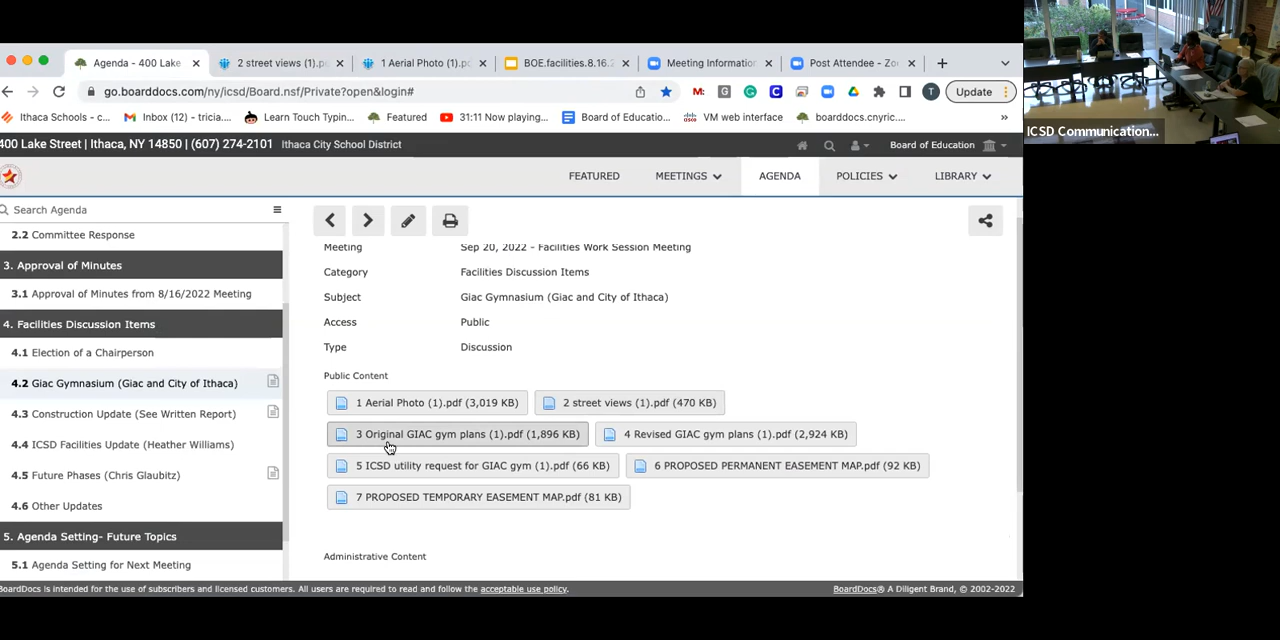 Agenda - 400 Lake
2 street views (1).p
1 Aerial Photo (1).pd
BOE.facilities.8.16.2
Meeting Informatio
Post Attendee - Zo
go.boarddocs.com/ny/icsd/Board.nsf/Private?open&login#
Update
Ithaca Schools - c...
Inbox (12) - tricia....
Learn Touch Typin...
Featured
31:11 Now playing...
Board of Educatio...
VM web interface
boarddocs.cnyric....
400 Lake Street | Ithaca, NY 14850 | (607) 274-2101
Ithaca City School District
Board of Education
FEATURED
MEETINGS
AGENDA
POLICIES
LIBRARY
Search Agenda
2.2 Committee Response
3. Approval of Minutes
3.1 Approval of Minutes from 8/16/2022 Meeting
4. Facilities Discussion Items
4.1 Election of a Chairperson
4.2 Giac Gymnasium (Giac and City of Ithaca)
4.3 Construction Update (See Written Report)
4.4 ICSD Facilities Update (Heather Williams)
4.5 Future Phases (Chris Glaubitz)
4.6 Other Updates
5. Agenda Setting- Future Topics
5.1 Agenda Setting for Next Meeting
Meeting Sep 20, 2022 - Facilities Work Session Meeting
Category Facilities Discussion Items
Subject Giac Gymnasium (Giac and City of Ithaca)
Access Public
Type Discussion
Public Content
1 Aerial Photo (1).pdf (3,019 KB)
2 street views (1).pdf (470 KB)
3 Original GIAC gym plans (1).pdf (1,896 KB)
4 Revised GIAC gym plans (1).pdf (2,924 KB)
5 ICSD utility request for GIAC gym (1).pdf (66 KB)
6 PROPOSED PERMANENT EASEMENT MAP.pdf (92 KB)
7 PROPOSED TEMPORARY EASEMENT MAP.pdf (81 KB)
Administrative Content
BoardDocs is intended for the use of subscribers and licensed customers. All users are required to read and follow the acceptable use policy.
BoardDocs® A Diligent Brand, © 2002-2022
ICSD Communication...